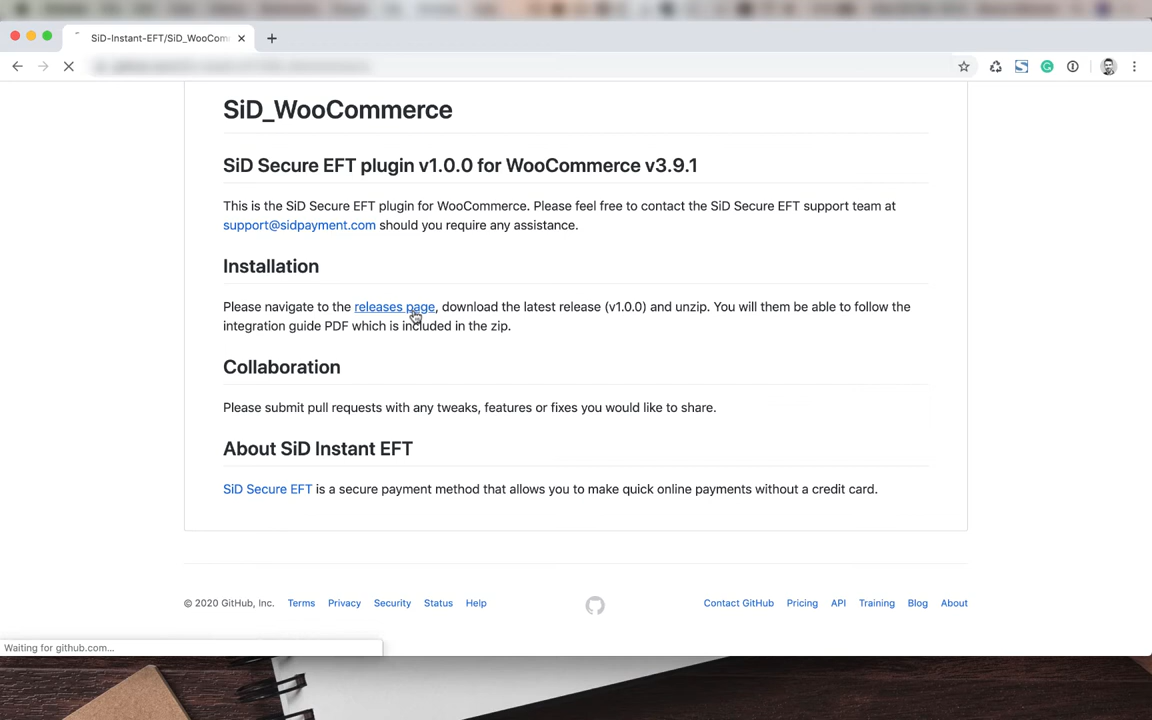 SiD-Instant-EFT/SiD_WooCom
SiD_WooCommerce
SiD Secure EFT plugin v1.0.0 for WooCommerce v3.9.1
This is the SiD Secure EFT plugin for WooCommerce. Please feel free to contact the SiD Secure EFT support team at
support@sidpayment.com should you require any assistance.
Installation
Please navigate to the releases page, download the latest release (v1.0.0) and unzip. You will them be able to follow the
integration guide PDF which is included in the zip.
Collaboration
Please submit pull requests with any tweaks, features or fixes you would like to share.
About SiD Instant EFT
SiD Secure EFT is a secure payment method that allows you to make quick online payments without a credit card.
© 2020 GitHub, Inc. Terms Privacy Security Status Help Contact GitHub Pricing API Training Blog About
Waiting for github.com...